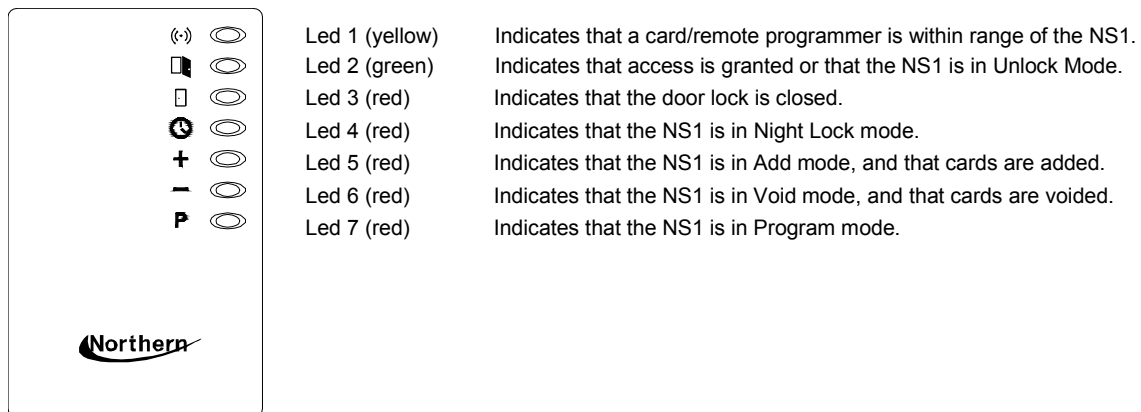 Led 1 (yellow) Indicates that a card/remote programmer is within range of the NS1.
Led 2 (green) Indicates that access is granted or that the NS1 is in Unlock Mode.
Led 3 (red) Indicates that the door lock is closed.
Led 4 (red) Indicates that the NS1 is in Night Lock mode.
Led 5 (red) Indicates that the NS1 is in Add mode, and that cards are added.
Led 6 (red) Indicates that the NS1 is in Void mode, and that cards are voided.
P Led 7 (red) Indicates that the NS1 is in Program mode.
Northern